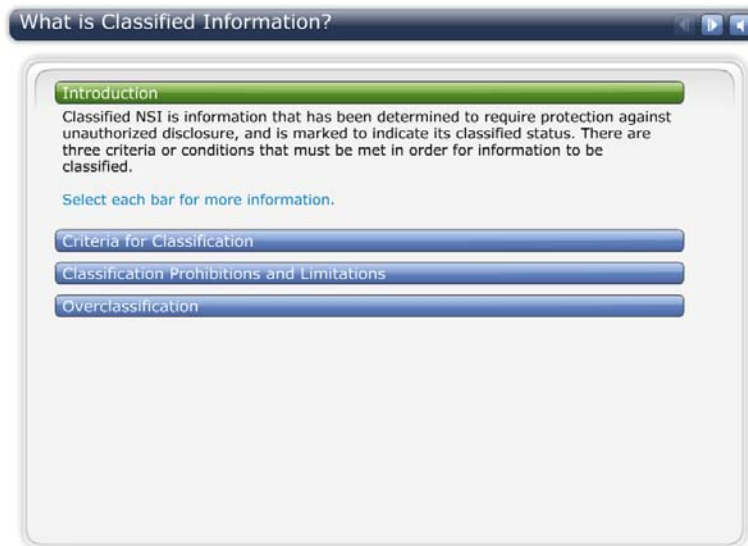 What is Classified Information?
Introduction
Classified NSI is information that has been determined to require protection against
unauthorized disclosure, and is marked to indicate its classified status. There are
three criteria or conditions that must be met in order for information to be
classified.
Select each bar for more information.
Criteria for Classification
Classification Prohibitions and Limitations
Overclassification